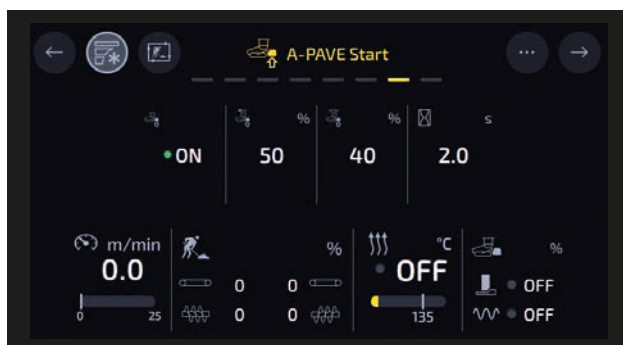 A-PAVE Start
% % s
ON 50 40 2.0
m/min % °C %
0.0 OFF
0 0 OFF
0 25 0 0 135 OFF